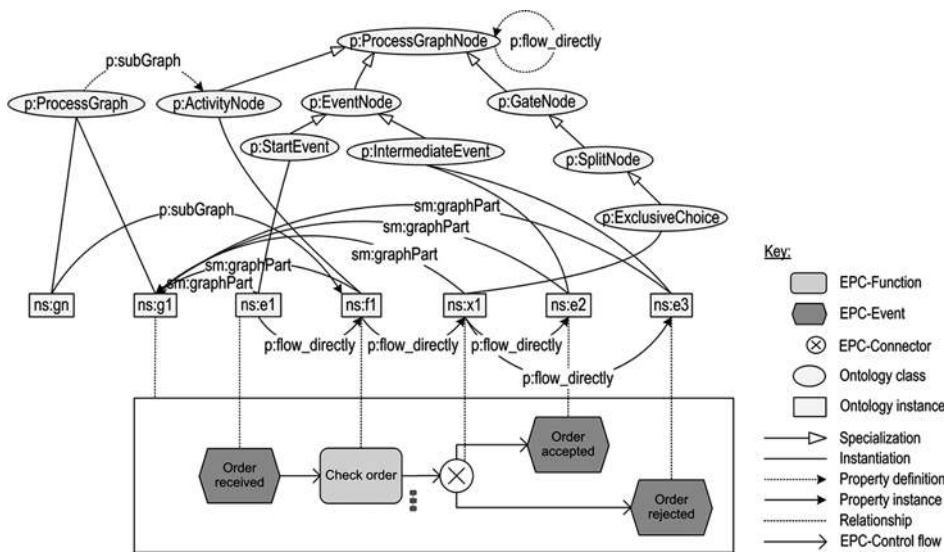 p:ProcessGraphNode
p:flow_directly
p:subGraph
p:ProcessGraph
p:ActivityNode
p:EventNode
p:GateNode
p:StartEvent
p:IntermediateEvent
p:SplitNode
p:ExclusiveChoice
p:subGraph
sm:graphPart
sm:graphPart
sm:graphPart
sm:graphPart
sm:graphPart
ns:gn
ns:g1
ns:e1
ns:f1
ns:x1
ns:e2
ns:e3
p:flow_directly
p:flow_directly
p:flow_directly
p:flow_directly
Order
received
Check order
Order
accepted
Order
rejected
Key:
EPC-Function
EPC-Event
EPC-Connector
Ontology class
Ontology instance
Specialization
Instantiation
Property definition
Property instance
Relationship
EPC-Control flow